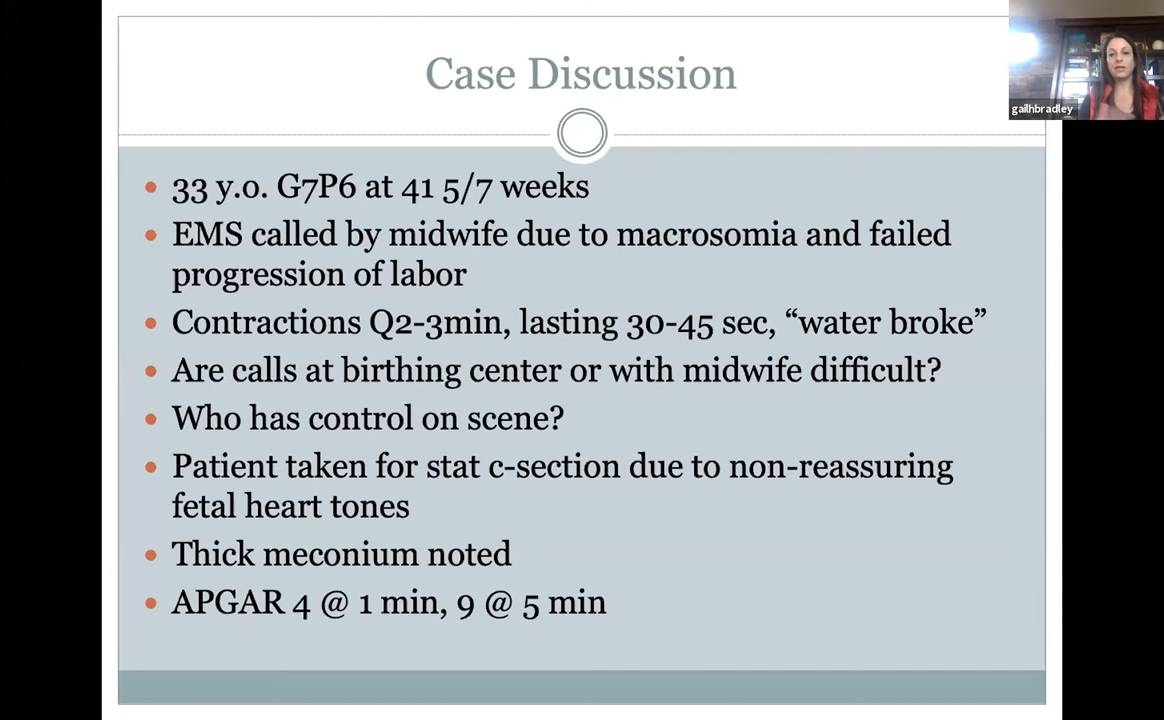 Case Discussion
gailhbradley
• 33 y.o. G7P6 at 41 5/7 weeks
• EMS called by midwife due to macrosomia and failed
progression of labor
• Contractions Q2-3min, lasting 30-45 sec, “water broke”
• Are calls at birthing center or with midwife difficult?
• Who has control on scene?
• Patient taken for stat c-section due to non-reassuring
fetal heart tones
• Thick meconium noted
• APGAR 4 @ 1 min, 9 @ 5 min